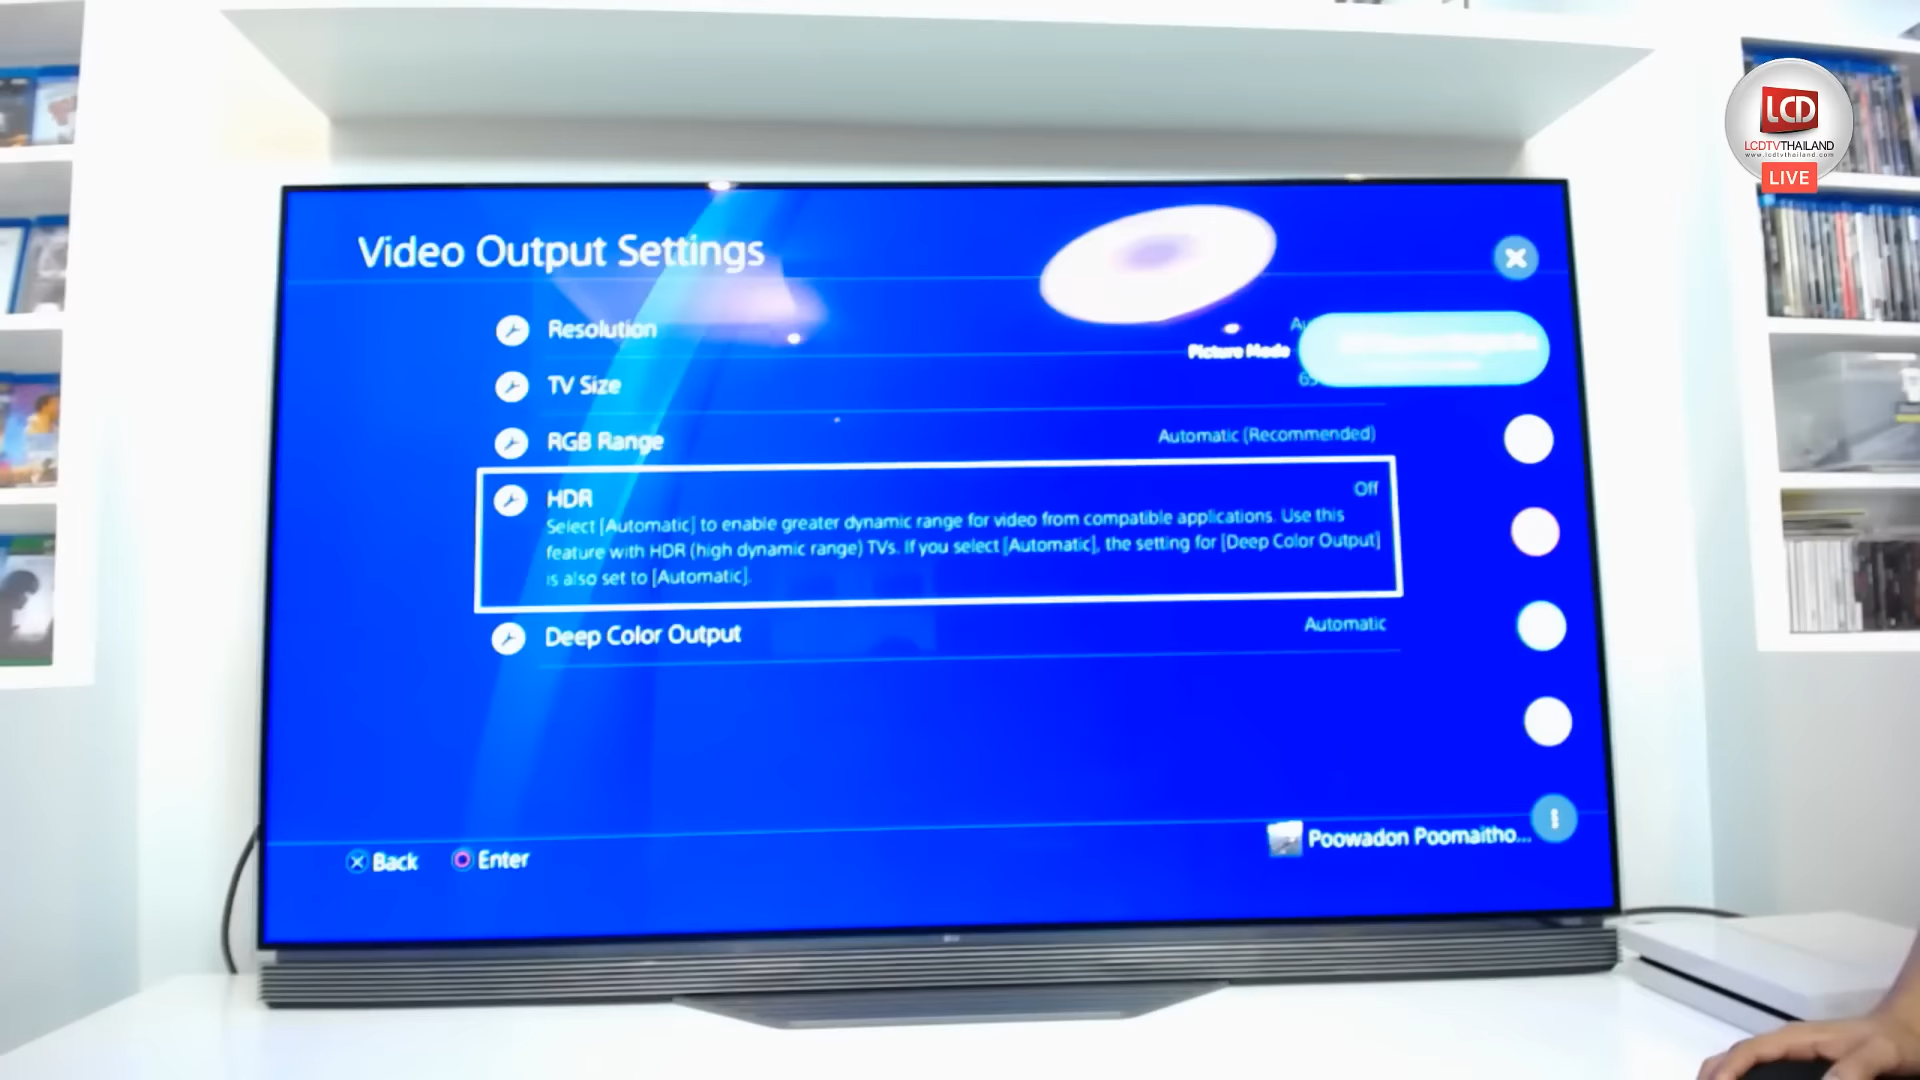 LCD
LCDTVTHAILAND
www.lcdtvthailand.com
LIVE
Video Output Settings
Resolution
Picture Mode
TV Size
RGB Range
Automatic (Recommended)
HDR
Off
Select [Automatic] to enable greater dynamic range for video from compatible applications. Use this
feature with HDR (high dynamic range) TVs. If you select [Automatic], the setting for [Deep Color Output]
is also set to [Automatic].
Deep Color Output
Automatic
Back
Enter
Poowadon Poomaitho...